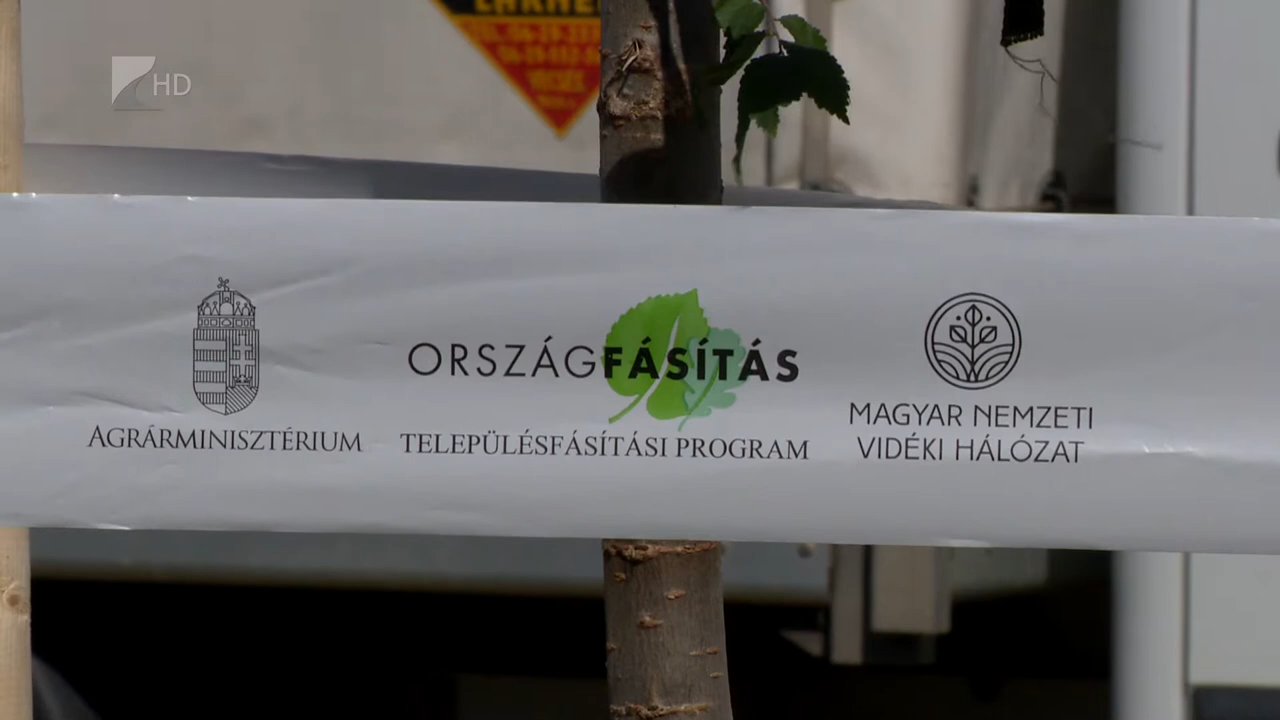 HD
AGRÁRMINISZTÉRIUM
ORSZÁGFÁSÍTÁS
TELEPÜLÉSFÁSÍTÁSI PROGRAM
MAGYAR NEMZETI
VIDÉKI HÁLÓZAT